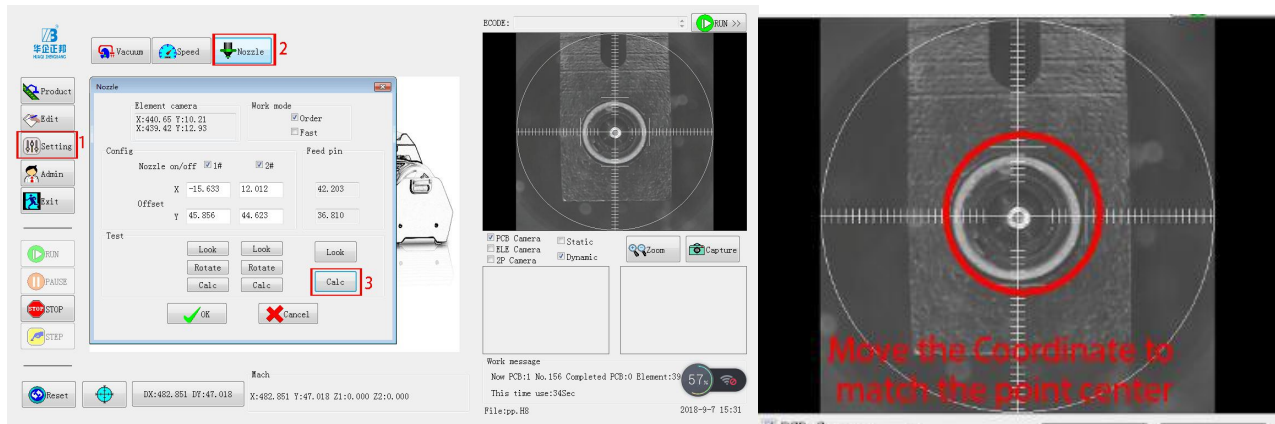 ECODE:
RUN >>
华企正邦
HUAQI ZHENGBANG
Vacuum
Speed
Nozzle
2
Product
Edit
Setting
1
Admin
Exit
RUN
PAUSE
STOP
STOP
STEP
Reset
Nozzle
Element camera
X:440.65 Y:10.21
X:439.42 Y:12.93
Work mode
Order
Fast
Config
Nozzle on/off 1# 2#
Feed pin
X -15.633 12.012 42.203
Offset
Y 45.856 44.623 36.810
Test
Look Look Look
Rotate Rotate
Calc Calc Calc 3
OK Cancel
DX:482.851 DY:47.018
Mach
X:482.851 Y:47.018 Z1:0.000 Z2:0.000
PCB Camera
ELE Camera
2P Camera
Static
Dynamic
Zoom
Capture
Work message
Now PCB:1 No.156 Completed PCB:0 Element:39
This time use:34Sec
57%
File:pp.H8
2018-9-7 15:31
Move the Coordinate to
match the point center